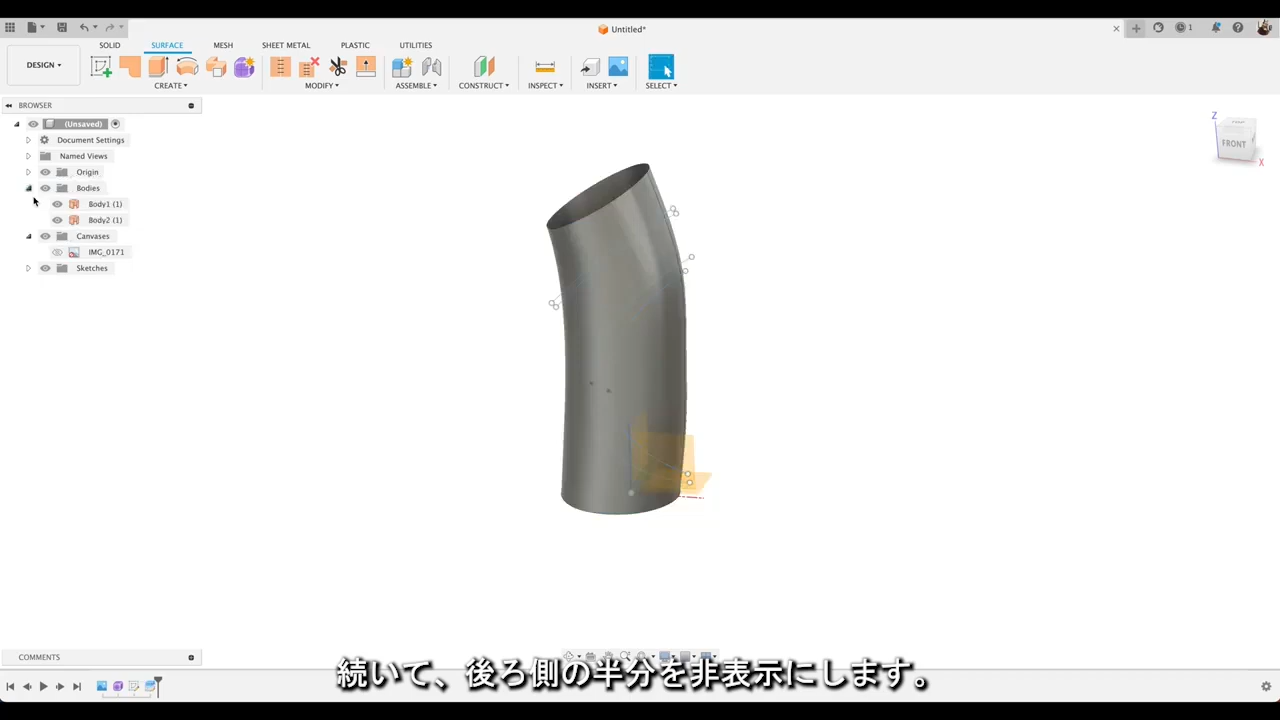 Untitled*
1
DESIGN
SOLID
SURFACE
MESH
SHEET METAL
PLASTIC
UTILITIES
CREATE
MODIFY
ASSEMBLE
CONSTRUCT
INSPECT
INSERT
SELECT
BROWSER
(Unsaved)
Document Settings
Named Views
Origin
Bodies
Body1 (1)
Body2 (1)
Canvases
IMG_0171
Sketches
Z
TOP
FRONT
X
COMMENTS
続いて、後ろ側の半分を非表示にします。